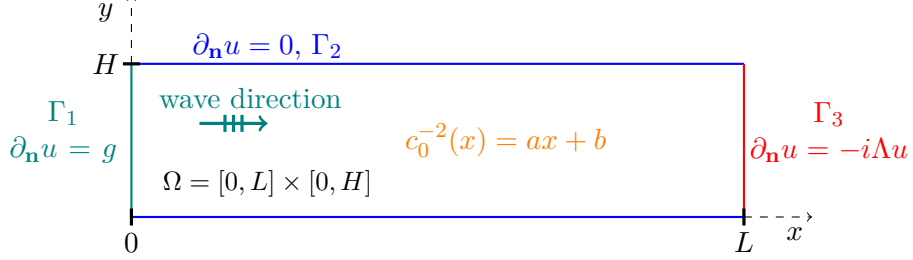 y
∂ₙu = 0, Γ₂
H
wave direction
Γ₁
∂ₙu = g
c₀⁻²(x) = ax + b
Γ₃
∂ₙu = −iΛu
Ω = [0, L] × [0, H]
0
L
x